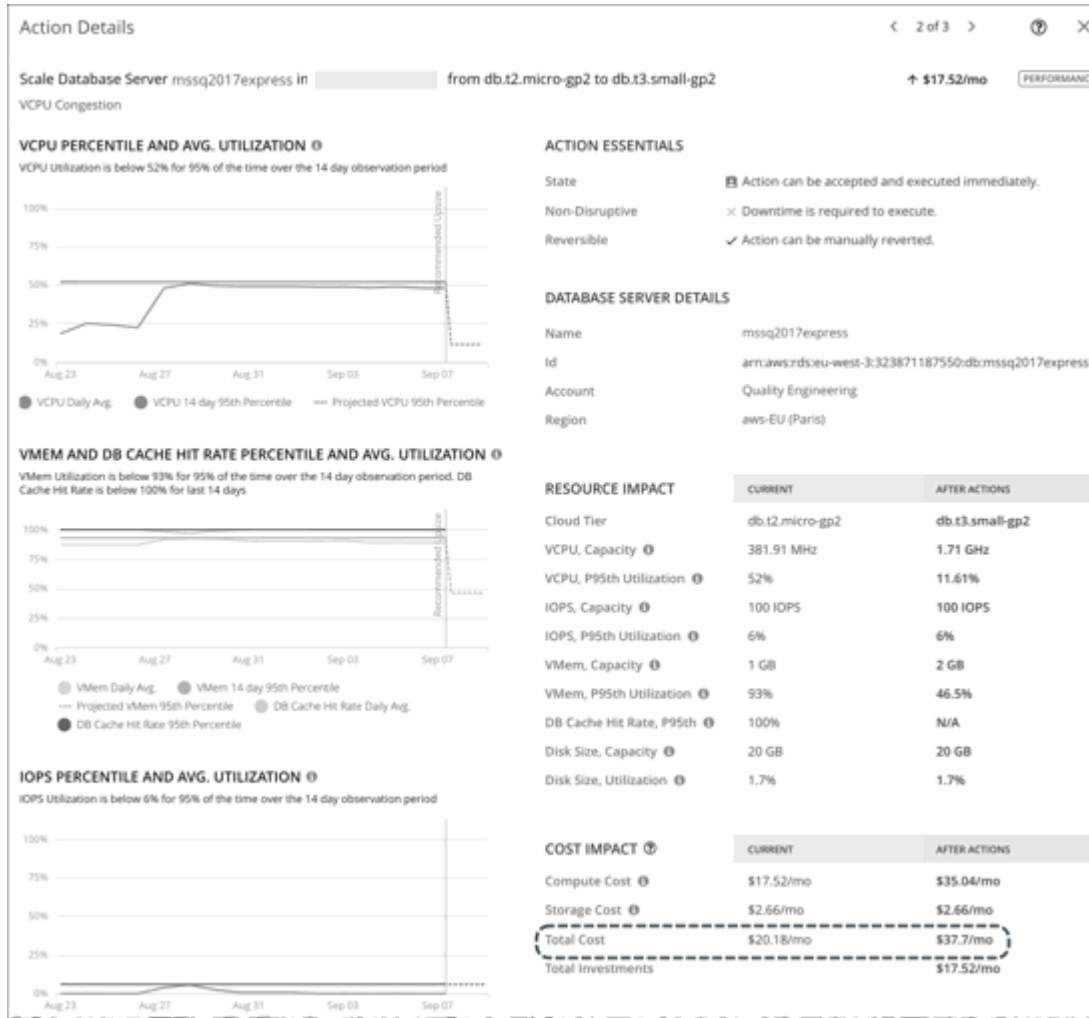 Action Details
2 of 3
Scale Database Server mssq2017express in from db.t2.micro-gp2 to db.t3.small-gp2
↑ $17.52/mo
PERFORMANC
VCPU Congestion
VCPU PERCENTILE AND AVG. UTILIZATION
VCPU Utilization is below 52% for 95% of the time over the 14 day observation period
100%
75%
50%
25%
0%
Recommended Upsize
Aug 23 Aug 27 Aug 31 Sep 03 Sep 07
VCPU Daily Avg. VCPU 14 day 95th Percentile Projected VCPU 95th Percentile
VMEM AND DB CACHE HIT RATE PERCENTILE AND AVG. UTILIZATION
VMem Utilization is below 93% for 95% of the time over the 14 day observation period. DB
Cache Hit Rate is below 100% for last 14 days
100%
75%
50%
25%
0%
Recommended Upsize
Aug 23 Aug 27 Aug 31 Sep 03 Sep 07
VMem Daily Avg. VMem 14 day 95th Percentile
Projected VMem 95th Percentile DB Cache Hit Rate Daily Avg.
DB Cache Hit Rate 95th Percentile
IOPS PERCENTILE AND AVG. UTILIZATION
IOPS Utilization is below 6% for 95% of the time over the 14 day observation period
100%
75%
50%
25%
0%
Aug 23 Aug 27 Aug 31 Sep 03 Sep 07
ACTION ESSENTIALS
State Action can be accepted and executed immediately.
Non-Disruptive Downtime is required to execute.
Reversible Action can be manually reverted.
DATABASE SERVER DETAILS
Name mssq2017express
Id arn:aws:rds:eu-west-3:323871187550:db:mssq2017express
Account Quality Engineering
Region aws-EU (Paris)
RESOURCE IMPACT CURRENT AFTER ACTIONS
Cloud Tier db.t2.micro-gp2 db.t3.small-gp2
VCPU, Capacity 381.91 MHz 1.71 GHz
VCPU, P95th Utilization 52% 11.61%
IOPS, Capacity 100 IOPS 100 IOPS
IOPS, P95th Utilization 6% 6%
VMem, Capacity 1 GB 2 GB
VMem, P95th Utilization 93% 46.5%
DB Cache Hit Rate, P95th 100% N/A
Disk Size, Capacity 20 GB 20 GB
Disk Size, Utilization 1.7% 1.7%
COST IMPACT CURRENT AFTER ACTIONS
Compute Cost $17.52/mo $35.04/mo
Storage Cost $2.66/mo $2.66/mo
Total Cost $20.18/mo $37.7/mo
Total Investments $17.52/mo